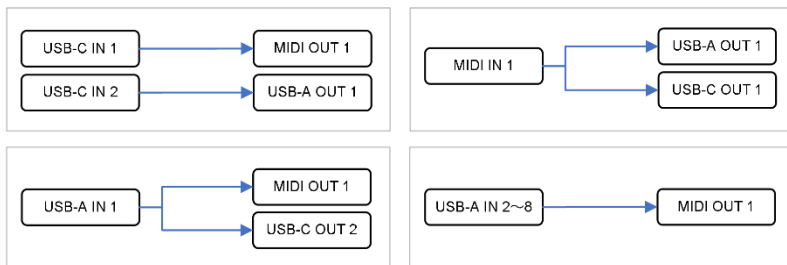 USB-C IN 1
MIDI OUT 1
USB-C IN 2
USB-A OUT 1
MIDI IN 1
USB-A OUT 1
USB-C OUT 1
USB-A IN 1
MIDI OUT 1
USB-C OUT 2
USB-A IN 2～8
MIDI OUT 1